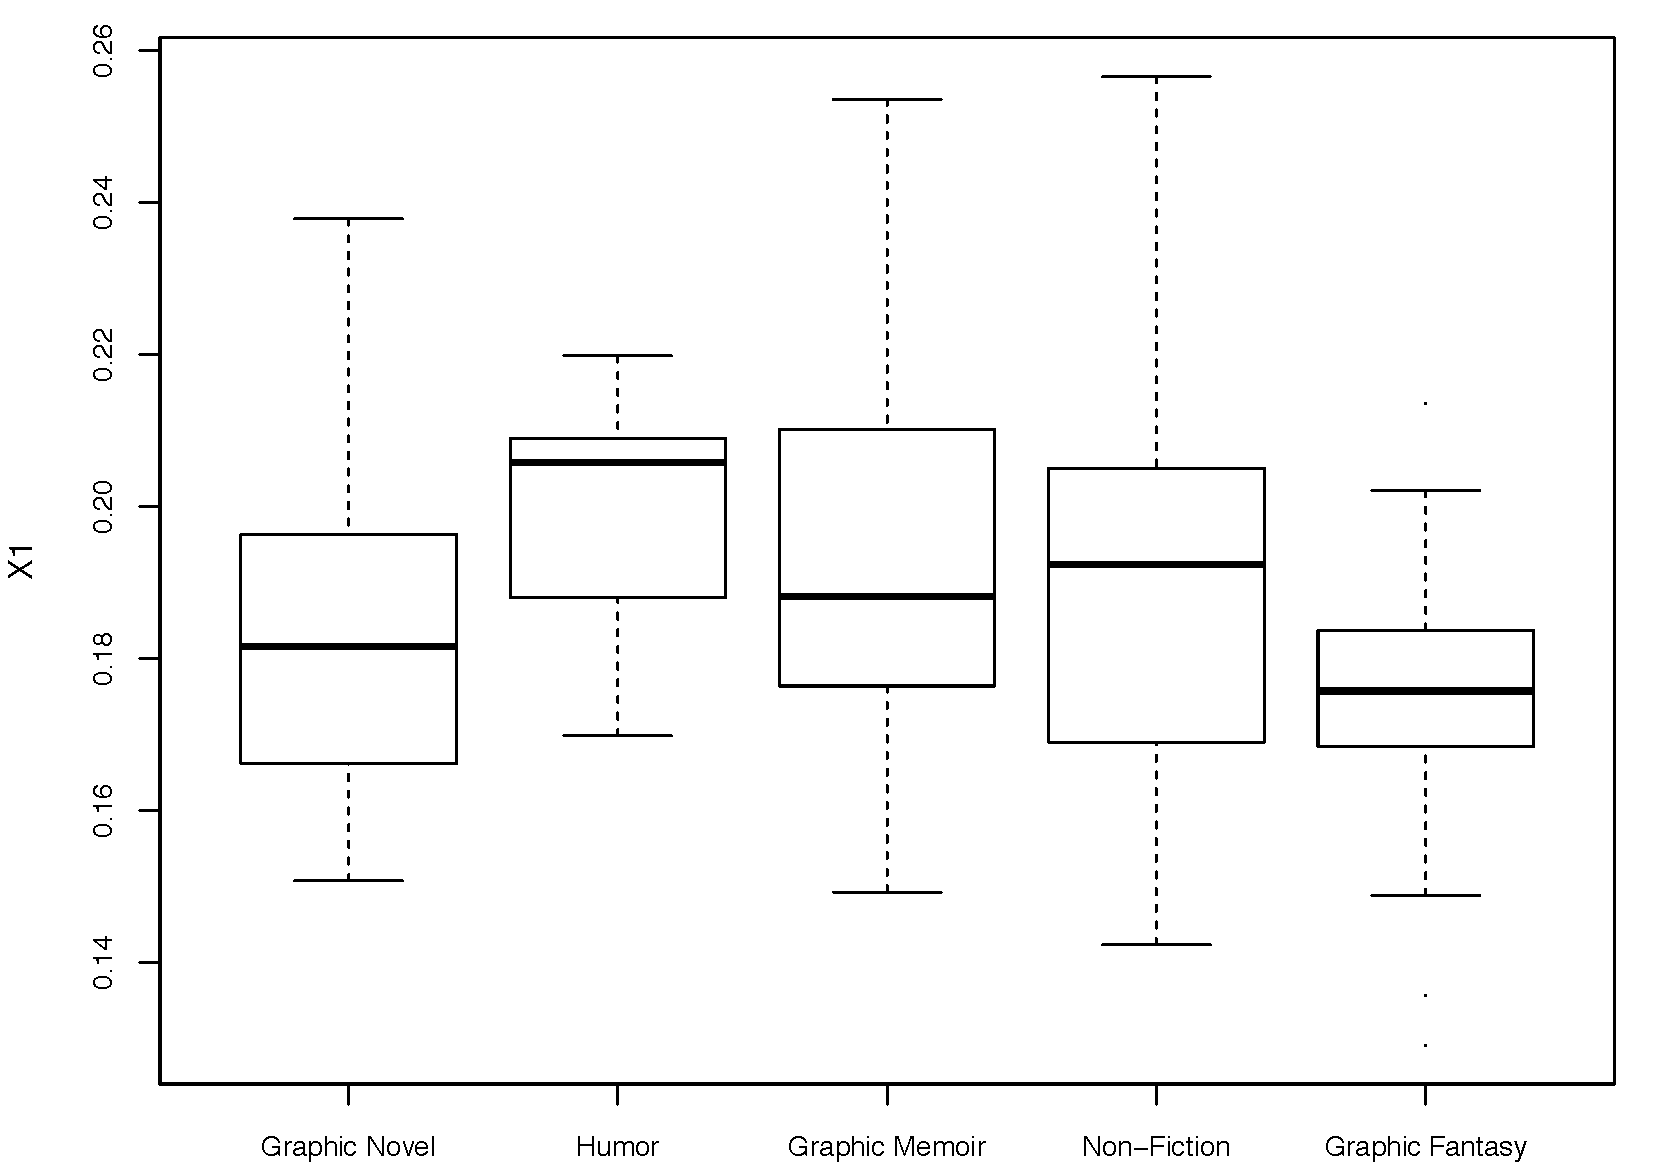 0.26
0.24
0.22
0.20
0.18
0.16
0.14
X1
Graphic Novel
Humor
Graphic Memoir
Non−Fiction
Graphic Fantasy